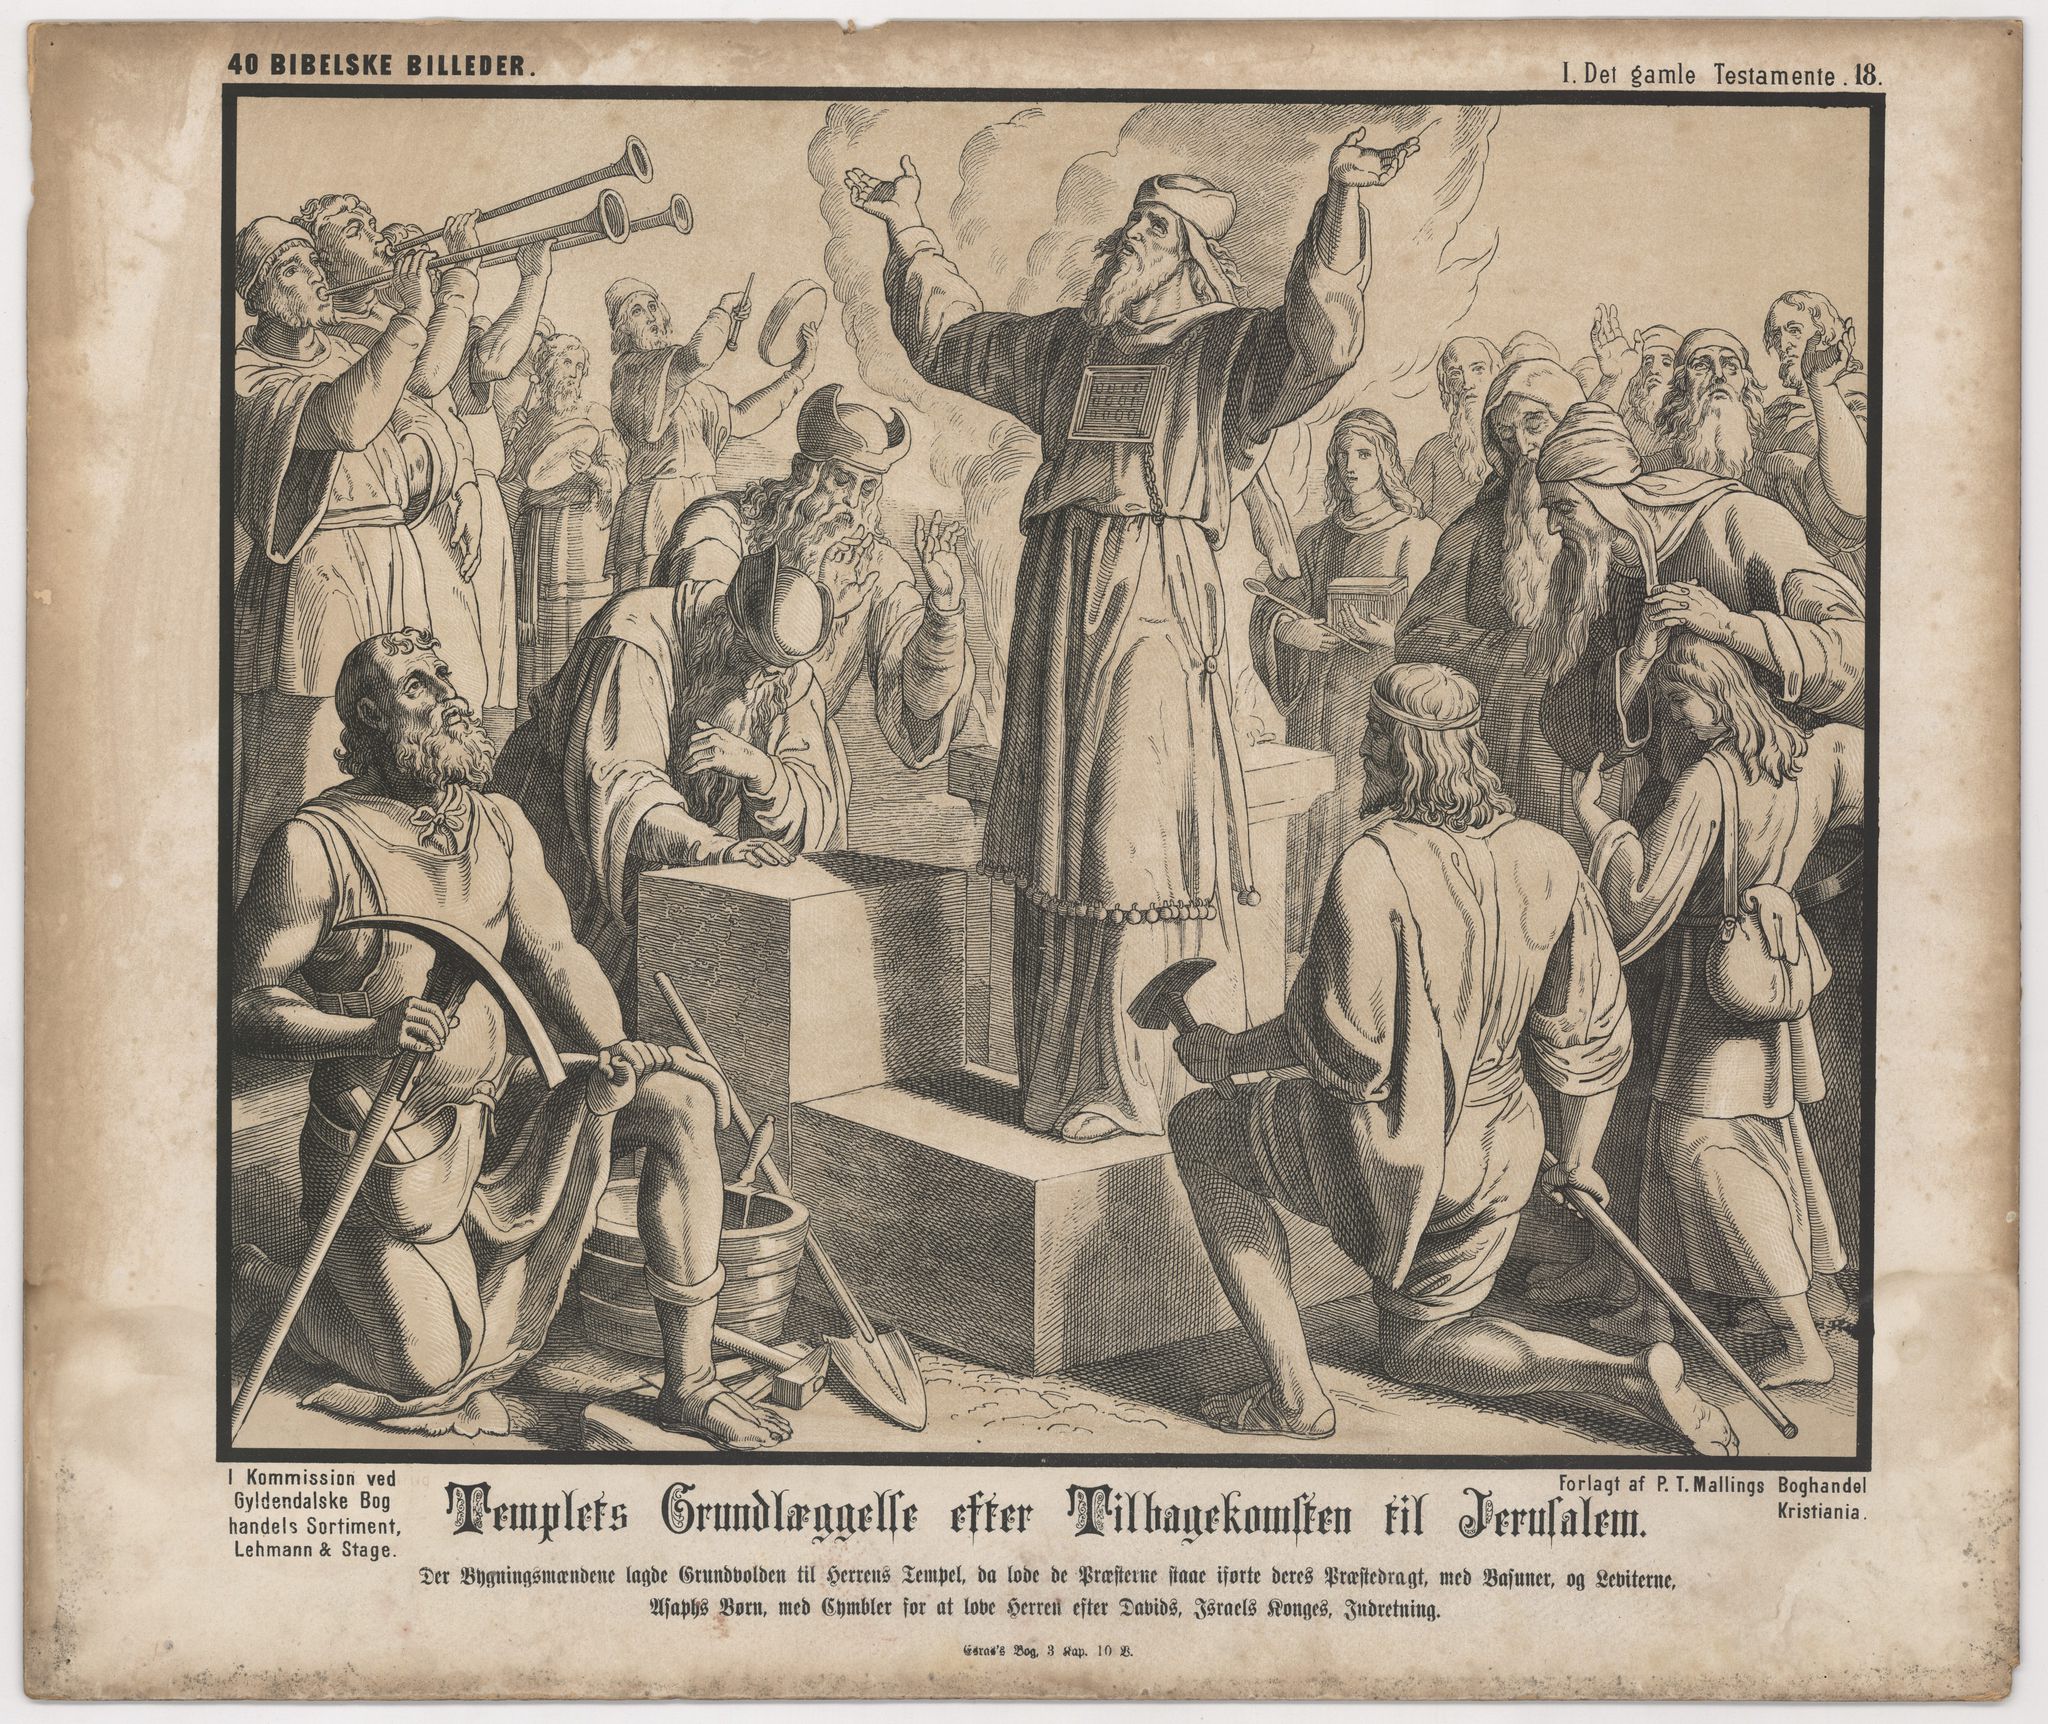 40 BIBELSKE BILLEDER.
I. Det gamle Testamente. 18.
I Kommission ved
Gyldendalske Bog
handels Sortiment,
Lehmann & Stage.
Forlagt af P. T. Mallings Boghandel
Kristiania.
Templets Grundlæggelse efter Tilbagekomsten til Jerusalem.
Der Bygningsmændene lagde Grundvolden til Herrens Tempel, da lode de Præsterne staae iførte deres Præstedragt, med Basuner, og Leviterne,
Asaphs Børn, med Cymbler for at love Herren efter Davids, Israels Konges, Indretning.
Esras's Bog, 3 Kap. 10 V.